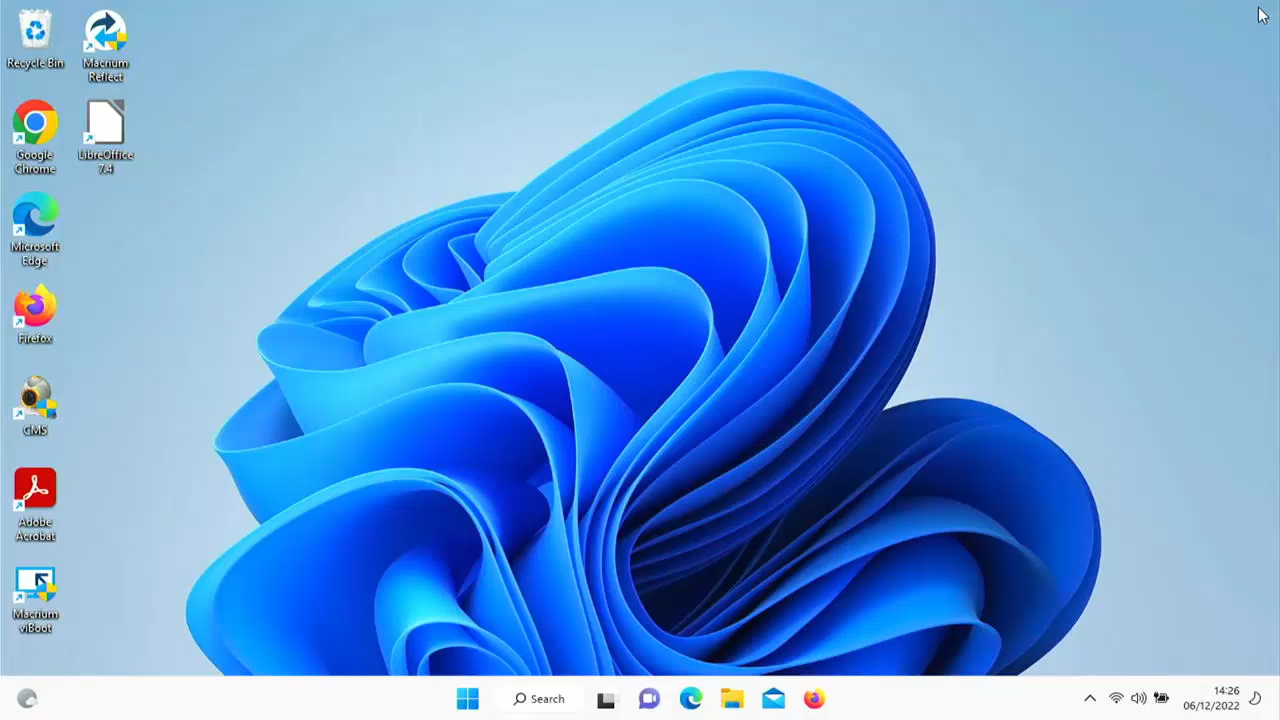 Recycle Bin
Macrium
Reflect
Google
Chrome
LibreOffice
7.4
Microsoft
Edge
Firefox
CMS
Adobe
Acrobat
Macrium
viBoot
Search
14:26
06/12/2022